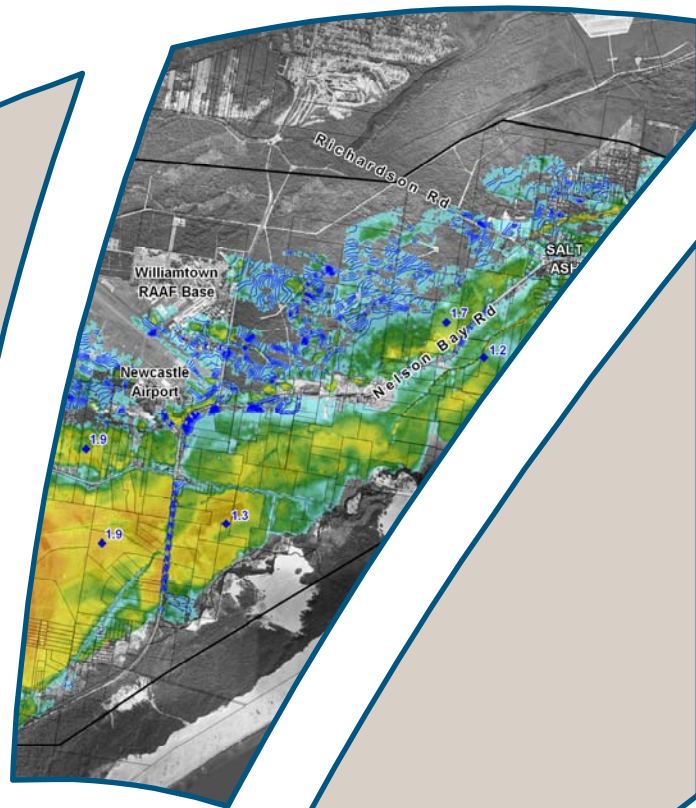 Richardson Rd
SALT
ASH
Williamtown
RAAF Base
1.7
Nelson Bay Rd
1.2
Newcastle
Airport
1.9
1.3
1.9